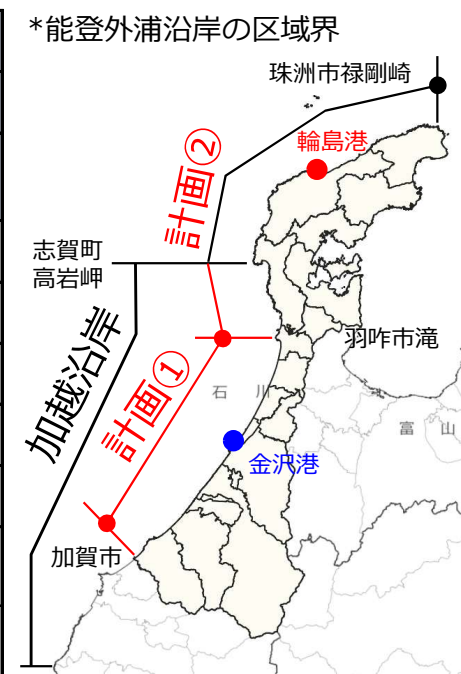 *能登外浦沿岸の区域界
珠洲市禄剛崎
輪島港
計画②
志賀町
高岩岬
羽咋市滝
加越沿岸
計画①
石川
富山
金沢港
加賀市